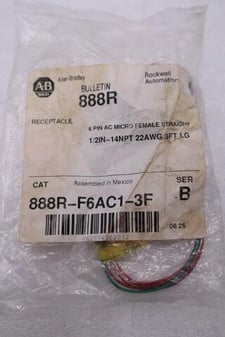 AB
Allen-Bradley
Rockwell
Automation
BULLETIN
888R
RECEPTACLE
6 PIN AC MICRO FEMALE STRAIGHT
1/2IN-14NPT 22AWG 3FT LG
CAT
Assembled in Mexico
SER
888R-F6AC1-3F
B
06.25